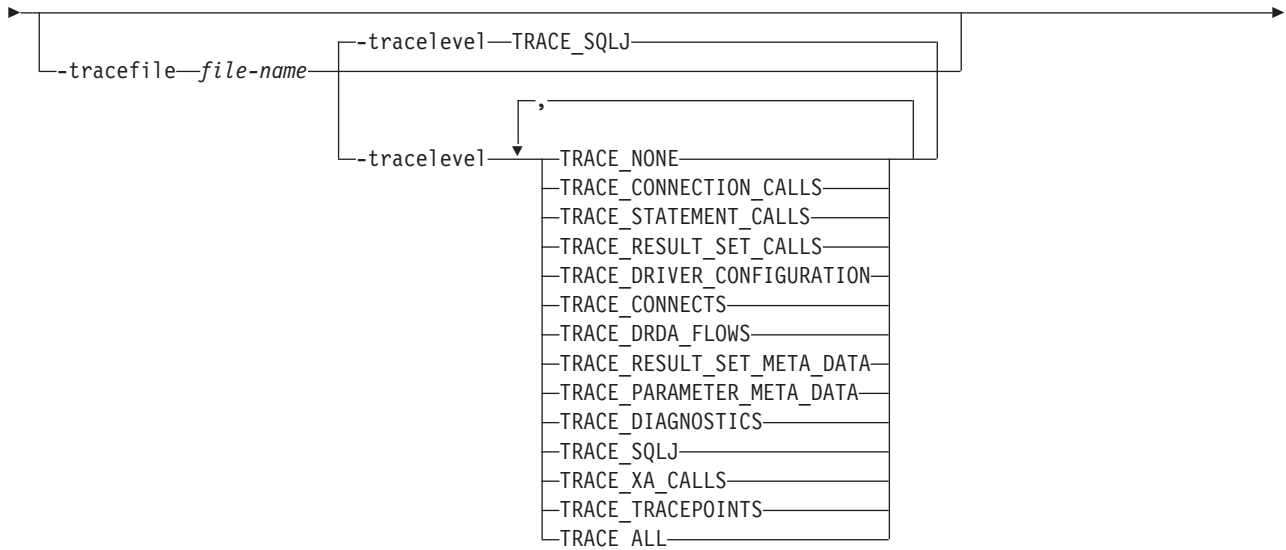 -tracelevel TRACE_SQLJ
-tracefile file-name
,
-tracelevel TRACE_NONE
TRACE_CONNECTION_CALLS
TRACE_STATEMENT_CALLS
TRACE_RESULT_SET_CALLS
TRACE_DRIVER_CONFIGURATION
TRACE_CONNECTS
TRACE_DRDA_FLOWS
TRACE_RESULT_SET_META_DATA
TRACE_PARAMETER_META_DATA
TRACE_DIAGNOSTICS
TRACE_SQLJ
TRACE_XA_CALLS
TRACE_TRACEPOINTS
TRACE_ALL